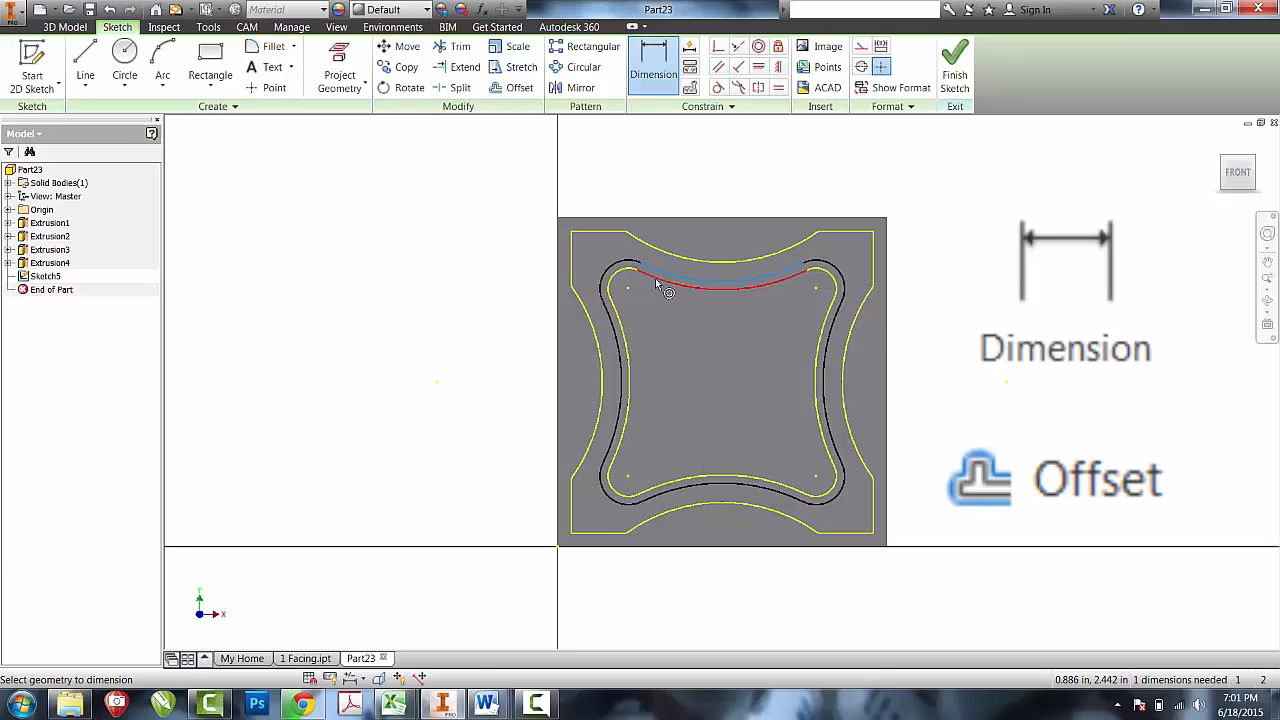 Material
Default
Part23
Sign In
PRO
3D Model Sketch Inspect Tools CAM Manage View Environments BIM Get Started Autodesk 360
Start 2D Sketch
Line
Circle
Arc
Rectangle
Fillet
Text
Point
Project Geometry
Move
Copy
Rotate
Trim
Extend
Split
Scale
Stretch
Offset
Rectangular
Circular
Mirror
Dimension
Image
Points
ACAD
Show Format
Finish Sketch
Sketch Create Modify Pattern Constrain Insert Format Exit
Model
Part23
Solid Bodies(1)
View: Master
Origin
Extrusion1
Extrusion2
Extrusion3
Extrusion4
Sketch5
End of Part
FRONT
Dimension
Offset
Y
X
My Home 1 Facing.ipt Part23
Select geometry to dimension
0.886 in, 2.442 in 1 dimensions needed 1 2
Ps
PRO
7:01 PM
6/18/2015